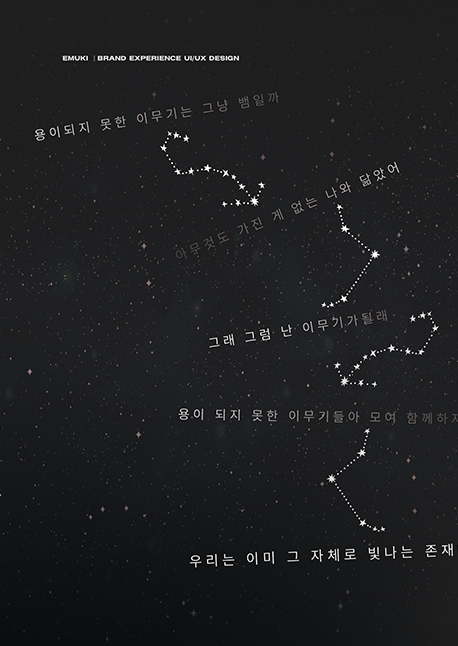 EMUKI | BRAND EXPERIENCE UI/UX DESIGN
용이되지 못한 이무기는 그냥 뱀일까
아무것도 가진 게 없는 나와 닮았어
그래 그럼 난 이무기가될래
용이 되지 못한 이무기들아 모여 함께하자
우리는 이미 그 자체로 빛나는 존재